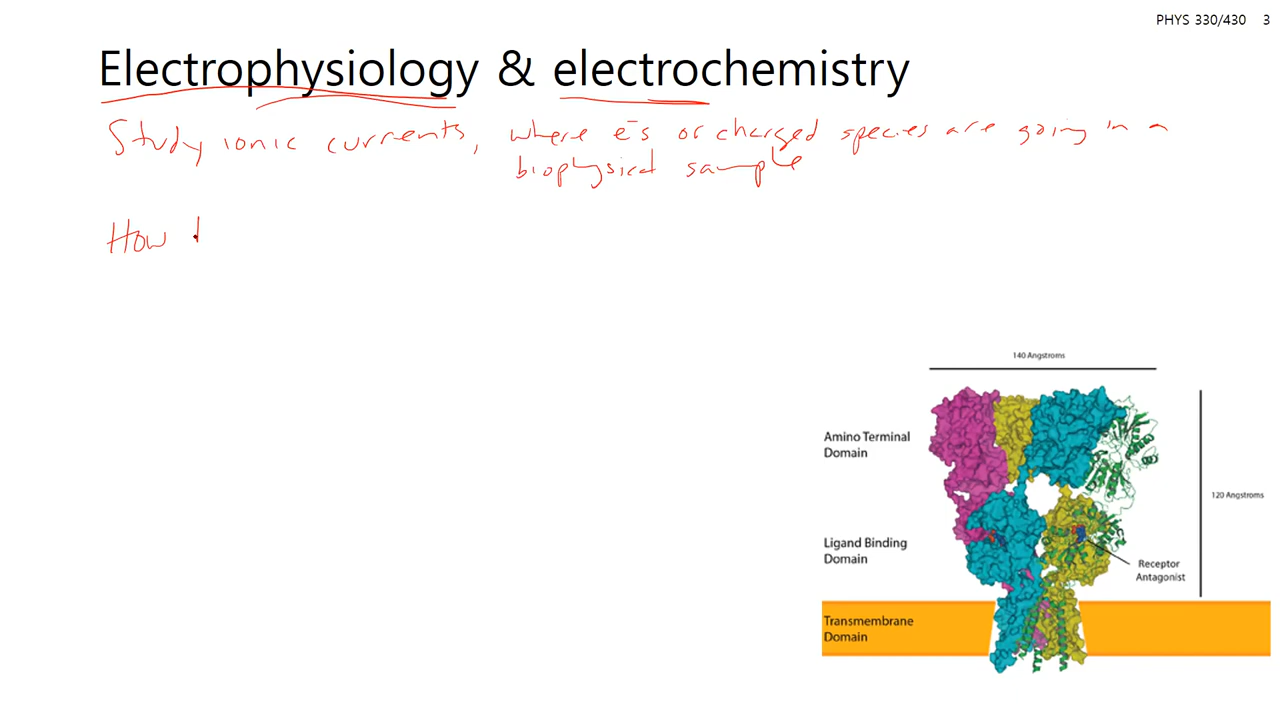 PHYS 330/430 3
Electrophysiology & electrochemistry
Study ionic currents, where e⁻s or charged species are going in a
biophysical sample
How
140 Angstroms
Amino Terminal
Domain
120 Angstroms
Ligand Binding
Domain
Receptor
Antagonist
Transmembrane
Domain